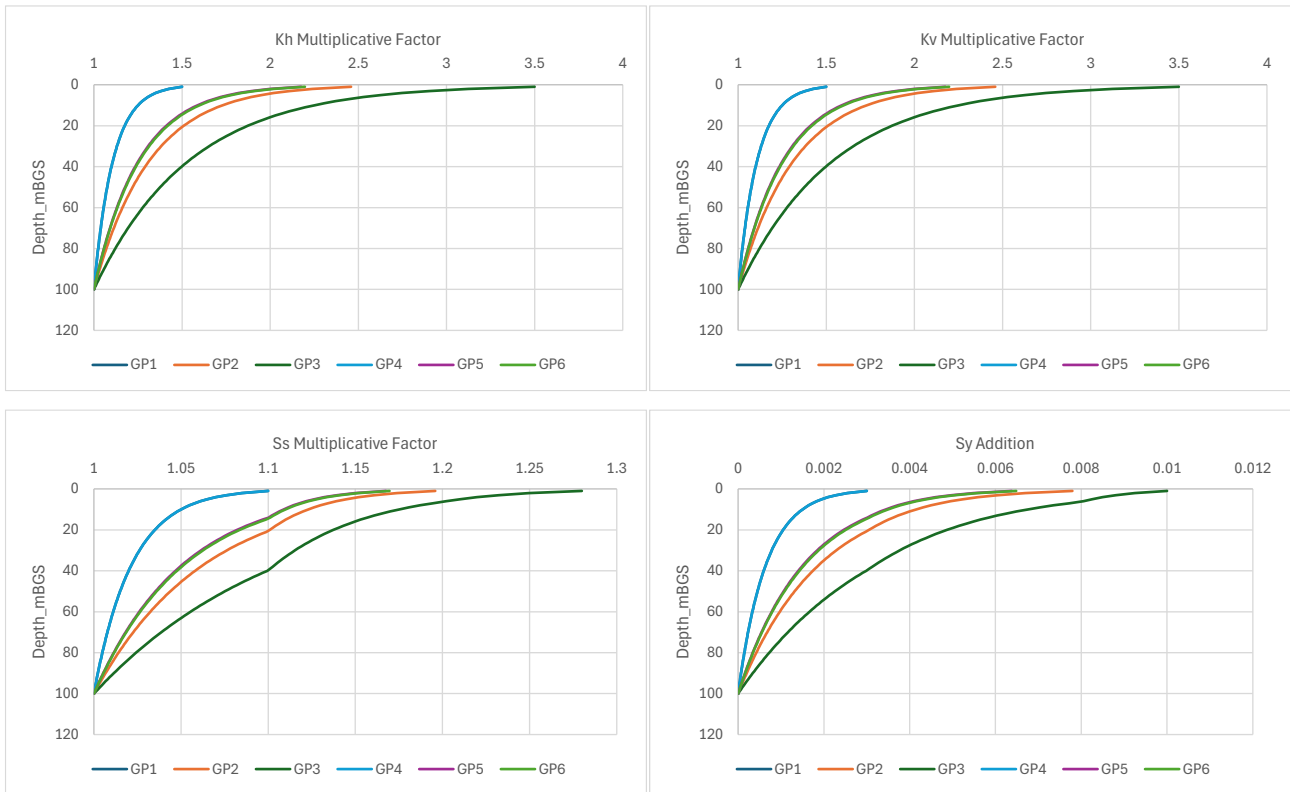 Kh Multiplicative Factor
1 1.5 2 2.5 3 3.5 4
0
20
40
60
80
100
120
Depth_mBGS
GP1 GP2 GP3 GP4 GP5 GP6
Kv Multiplicative Factor
1 1.5 2 2.5 3 3.5 4
0
20
40
60
80
100
120
Depth_mBGS
GP1 GP2 GP3 GP4 GP5 GP6
Ss Multiplicative Factor
1 1.05 1.1 1.15 1.2 1.25 1.3
0
20
40
60
80
100
120
Depth_mBGS
GP1 GP2 GP3 GP4 GP5 GP6
Sy Addition
0 0.002 0.004 0.006 0.008 0.01 0.012
0
20
40
60
80
100
120
Depth_mBGS
GP1 GP2 GP3 GP4 GP5 GP6